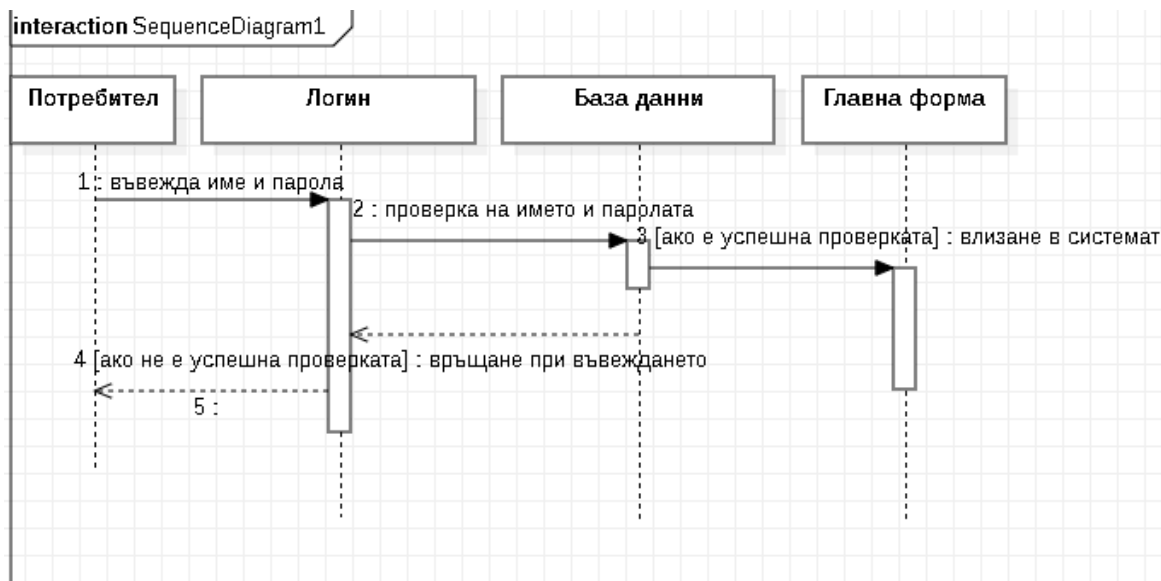 interaction SequenceDiagram1
Потребител
Логин
База данни
Главна форма
1 : въвежда име и парола
2 : проверка на името и паролата
3 [ако е успешна проверката] : влизане в системат
4 [ако не е успешна проверката] : връщане при въвеждането
5 :